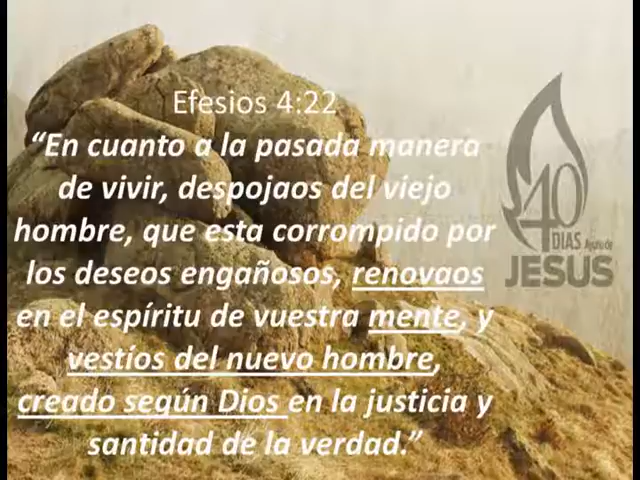 Efesios 4:22
“En cuanto a la pasada manera
de vivir, despojaos del viejo
hombre, que esta corrompido por
los deseos engañosos, renovaos
en el espíritu de vuestra mente, y
vestíos del nuevo hombre,
creado según Dios en la justicia y
santidad de la verdad.”
40
DIAS Ayuno de
JESUS